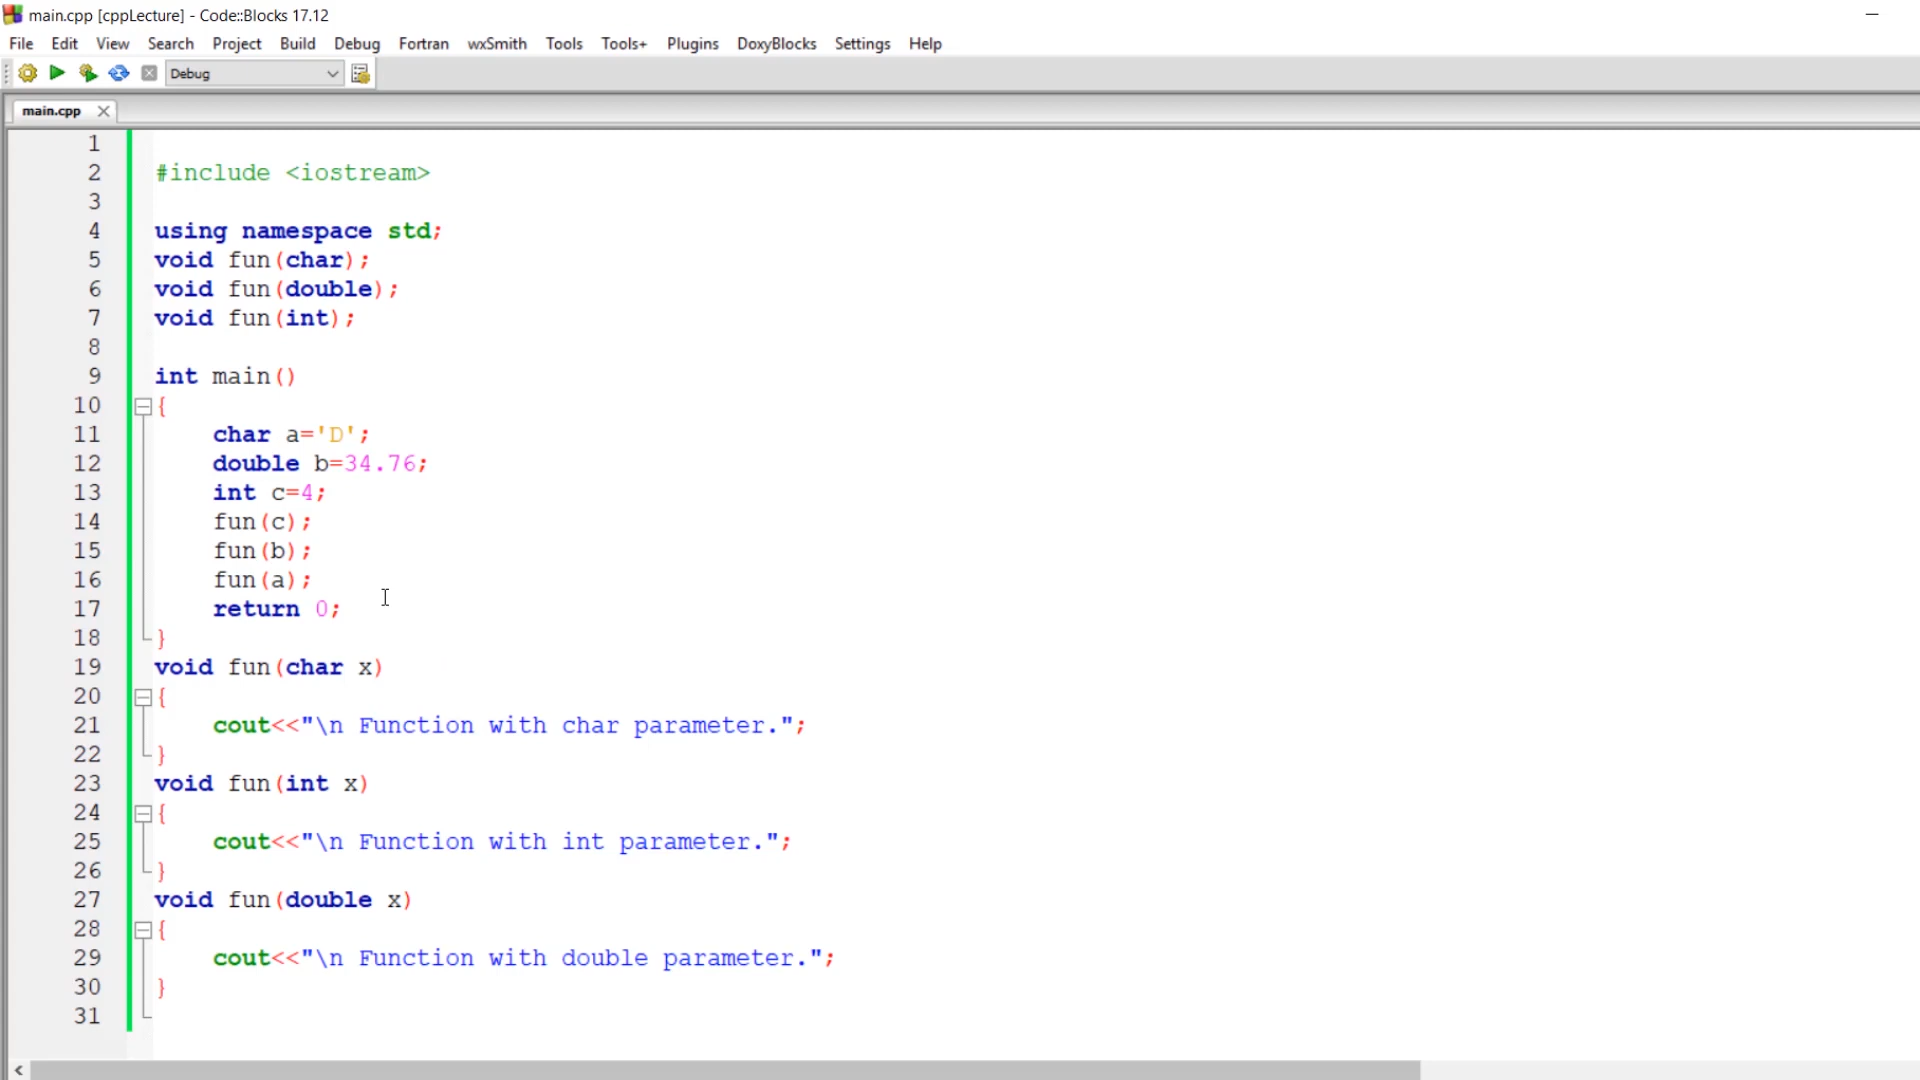 main.cpp [cppLecture] - Code::Blocks 17.12
File Edit View Search Project Build Debug Fortran wxSmith Tools Tools+ Plugins DoxyBlocks Settings Help
Debug
main.cpp
1
2 #include <iostream>
3
4 using namespace std;
5 void fun(char);
6 void fun(double);
7 void fun(int);
8
9 int main()
10 {
11 char a='D';
12 double b=34.76;
13 int c=4;
14 fun(c);
15 fun(b);
16 fun(a);
17 return 0;
18 }
19 void fun(char x)
20 {
21 cout<<"\n Function with char parameter.";
22 }
23 void fun(int x)
24 {
25 cout<<"\n Function with int parameter.";
26 }
27 void fun(double x)
28 {
29 cout<<"\n Function with double parameter.";
30 }
31